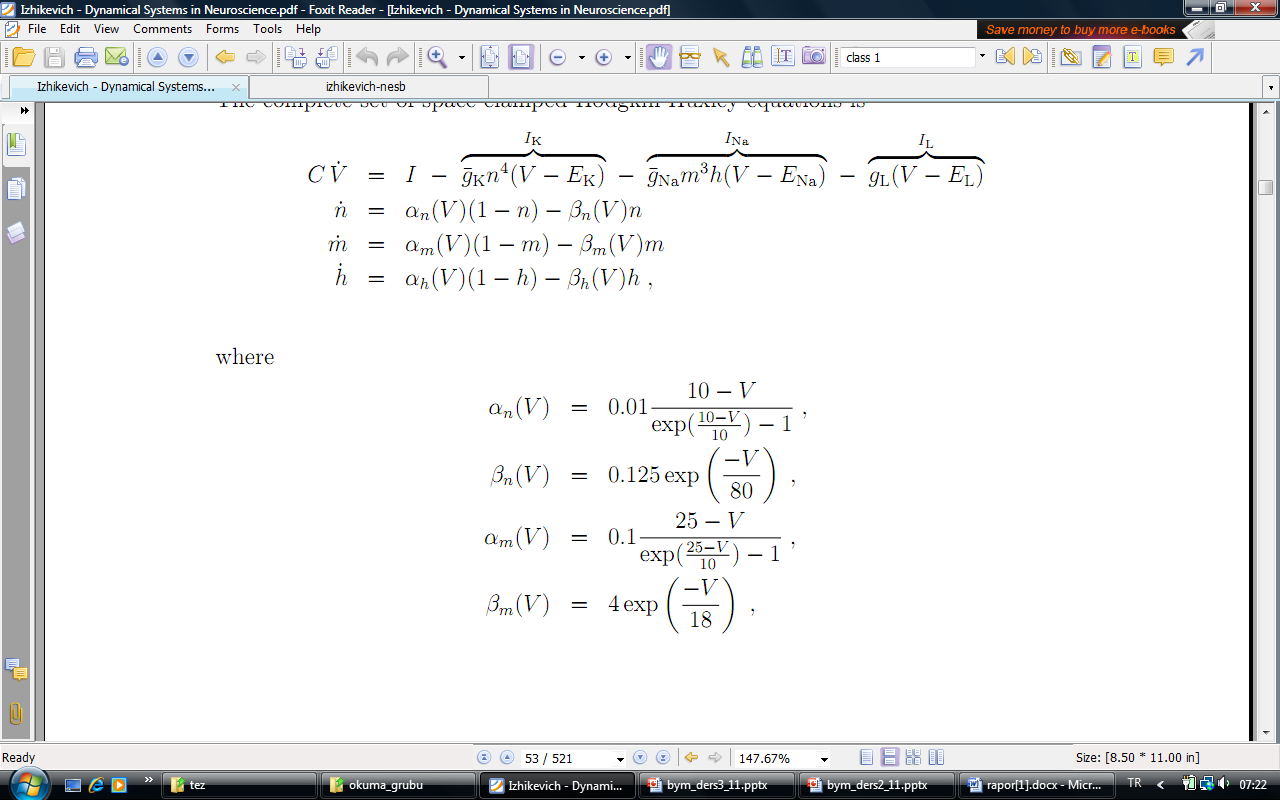 Izhikevich - Dynamical Systems in Neuroscience.pdf - Foxit Reader - [Izhikevich - Dynamical Systems in Neuroscience.pdf]
File Edit View Comments Forms Tools Help
Save money to buy more e-books
class 1
Izhikevich - Dynamical Systems... izhikevich-nesb
The complete set of space-clamped Hodgkin-Huxley equations is
I_K I_Na I_L
C V̇ = I − ḡ_K n⁴(V − E_K) − ḡ_Na m³h(V − E_Na) − g_L(V − E_L)
ṅ = α_n(V)(1 − n) − β_n(V)n
ṁ = α_m(V)(1 − m) − β_m(V)m
ḣ = α_h(V)(1 − h) − β_h(V)h ,
where
α_n(V) = 0.01 (10 − V)/(exp((10−V)/10) − 1) ,
β_n(V) = 0.125 exp(−V/80) ,
α_m(V) = 0.1 (25 − V)/(exp((25−V)/10) − 1) ,
β_m(V) = 4 exp(−V/18) ,
Ready 53 / 521 147.67% Size: [8.50 * 11.00 in]
tez okuma_grubu Izhikevich - Dynami... bym_ders3_11.pptx bym_ders2_11.pptx rapor[1].docx - Micr... TR 07:22